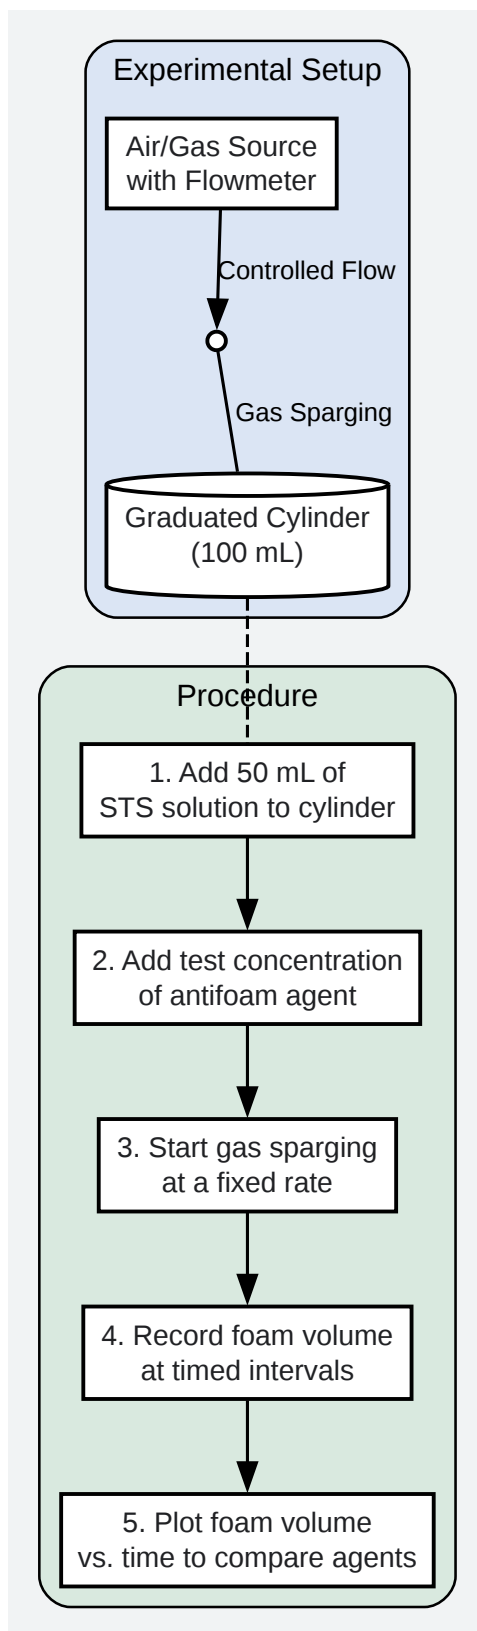 Experimental Setup
Air/Gas Source
with Flowmeter
Controlled Flow
Gas Sparging
Graduated Cylinder
(100 mL)
Procedure
1. Add 50 mL of
STS solution to cylinder
2. Add test concentration
of antifoam agent
3. Start gas sparging
at a fixed rate
4. Record foam volume
at timed intervals
5. Plot foam volume
vs. time to compare agents